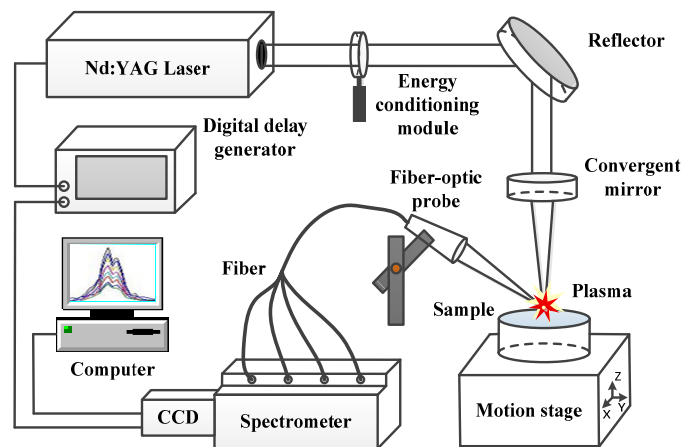 Nd:YAG Laser
Reflector
Energy
conditioning
module
Digital delay
generator
Convergent
mirror
Fiber-optic
probe
Fiber
Plasma
Sample
Computer
CCD
Spectrometer
Motion stage
Z
Y
X